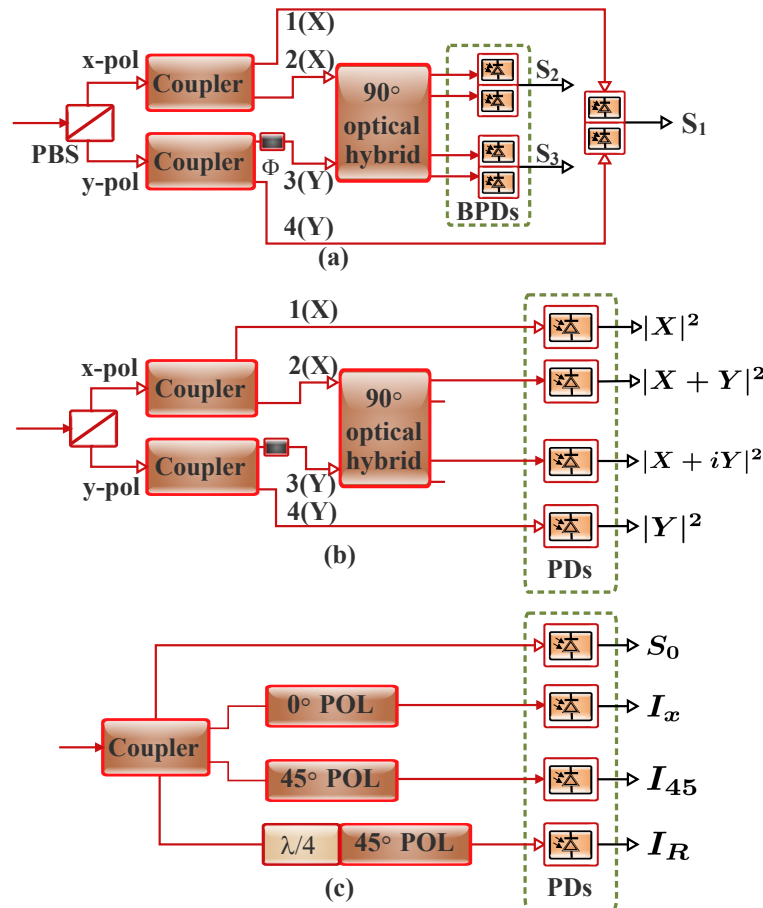 1(X)
x-pol
Coupler
2(X)
90°
optical
hybrid
S2
S1
PBS
y-pol
Coupler
Φ
3(Y)
S3
BPDs
4(Y)
(a)
1(X)
|X|²
x-pol
Coupler
2(X)
90°
optical
hybrid
|X + Y|²
y-pol
Coupler
3(Y)
|X + iY|²
4(Y)
|Y|²
(b)
PDs
S₀
0° POL
Iₓ
Coupler
45° POL
I₄₅
λ/4
45° POL
I_R
(c)
PDs